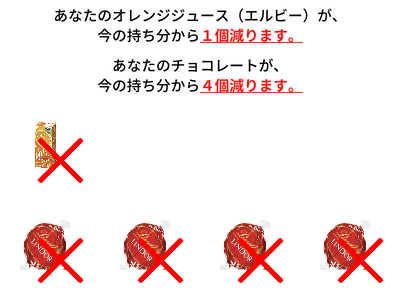 あなたのオレンジジュース（エルビー）が、
今の持ち分から１個減ります。
あなたのチョコレートが、
今の持ち分から４個減ります。
LINDOR LINDOR LINDOR LINDOR